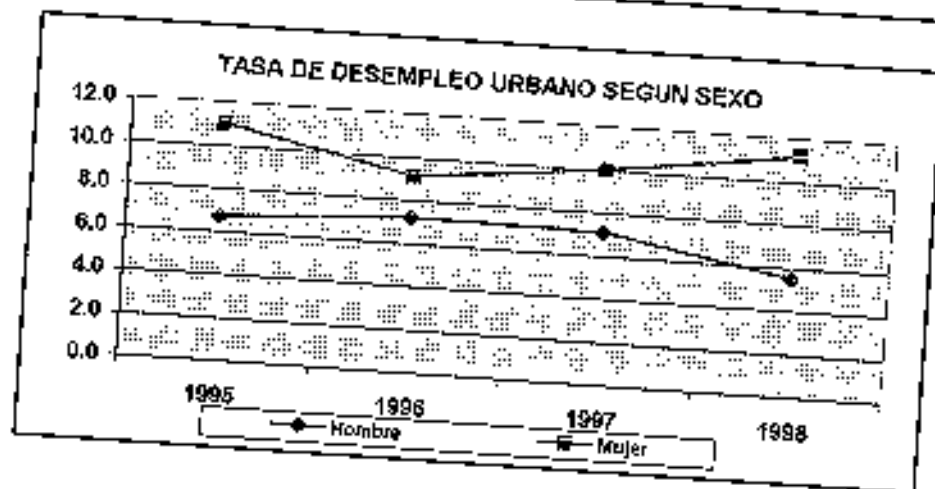 TASA DE DESEMPLEO URBANO SEGUN SEXO
12.0
10.0
8.0
6.0
4.0
2.0
0.0
1995 1996 1997 1998
Hombre Mujer